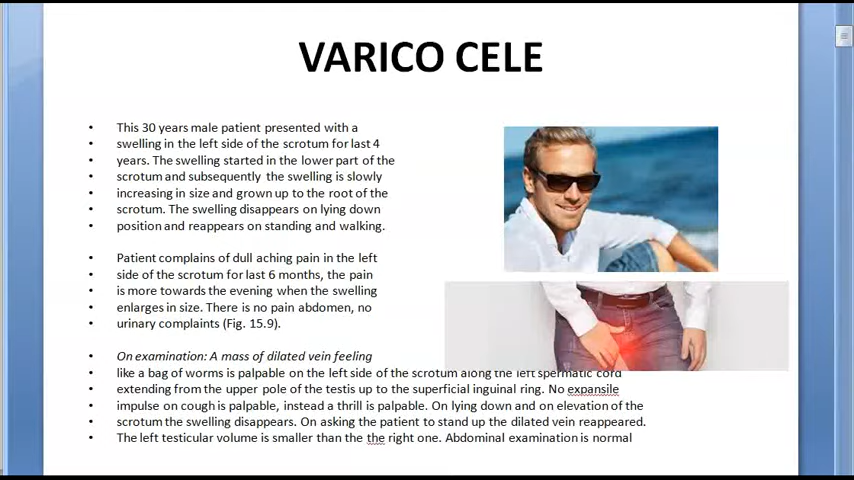 VARICO CELE
• This 30 years male patient presented with a
• swelling in the left side of the scrotum for last 4
• years. The swelling started in the lower part of the
• scrotum and subsequently the swelling is slowly
• increasing in size and grown up to the root of the
• scrotum. The swelling disappears on lying down
• position and reappears on standing and walking.
• Patient complains of dull aching pain in the left
• side of the scrotum for last 6 months, the pain
• is more towards the evening when the swelling
• enlarges in size. There is no pain abdomen, no
• urinary complaints (Fig. 15.9).
• On examination: A mass of dilated vein feeling
• like a bag of worms is palpable on the left side of the scrotum along the left spermatic cord
• extending from the upper pole of the testis up to the superficial inguinal ring. No expansile
• impulse on cough is palpable, instead a thrill is palpable. On lying down and on elevation of the
• scrotum the swelling disappears. On asking the patient to stand up the dilated vein reappeared.
• The left testicular volume is smaller than the the right one. Abdominal examination is normal